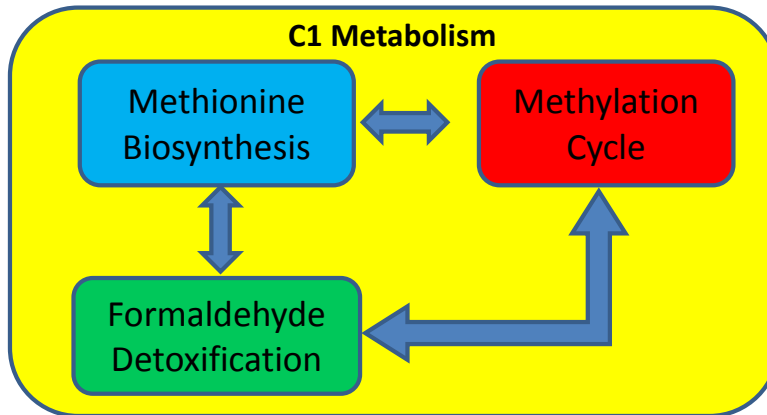 C1 Metabolism
Methionine
Biosynthesis
Methylation
Cycle
Formaldehyde
Detoxification